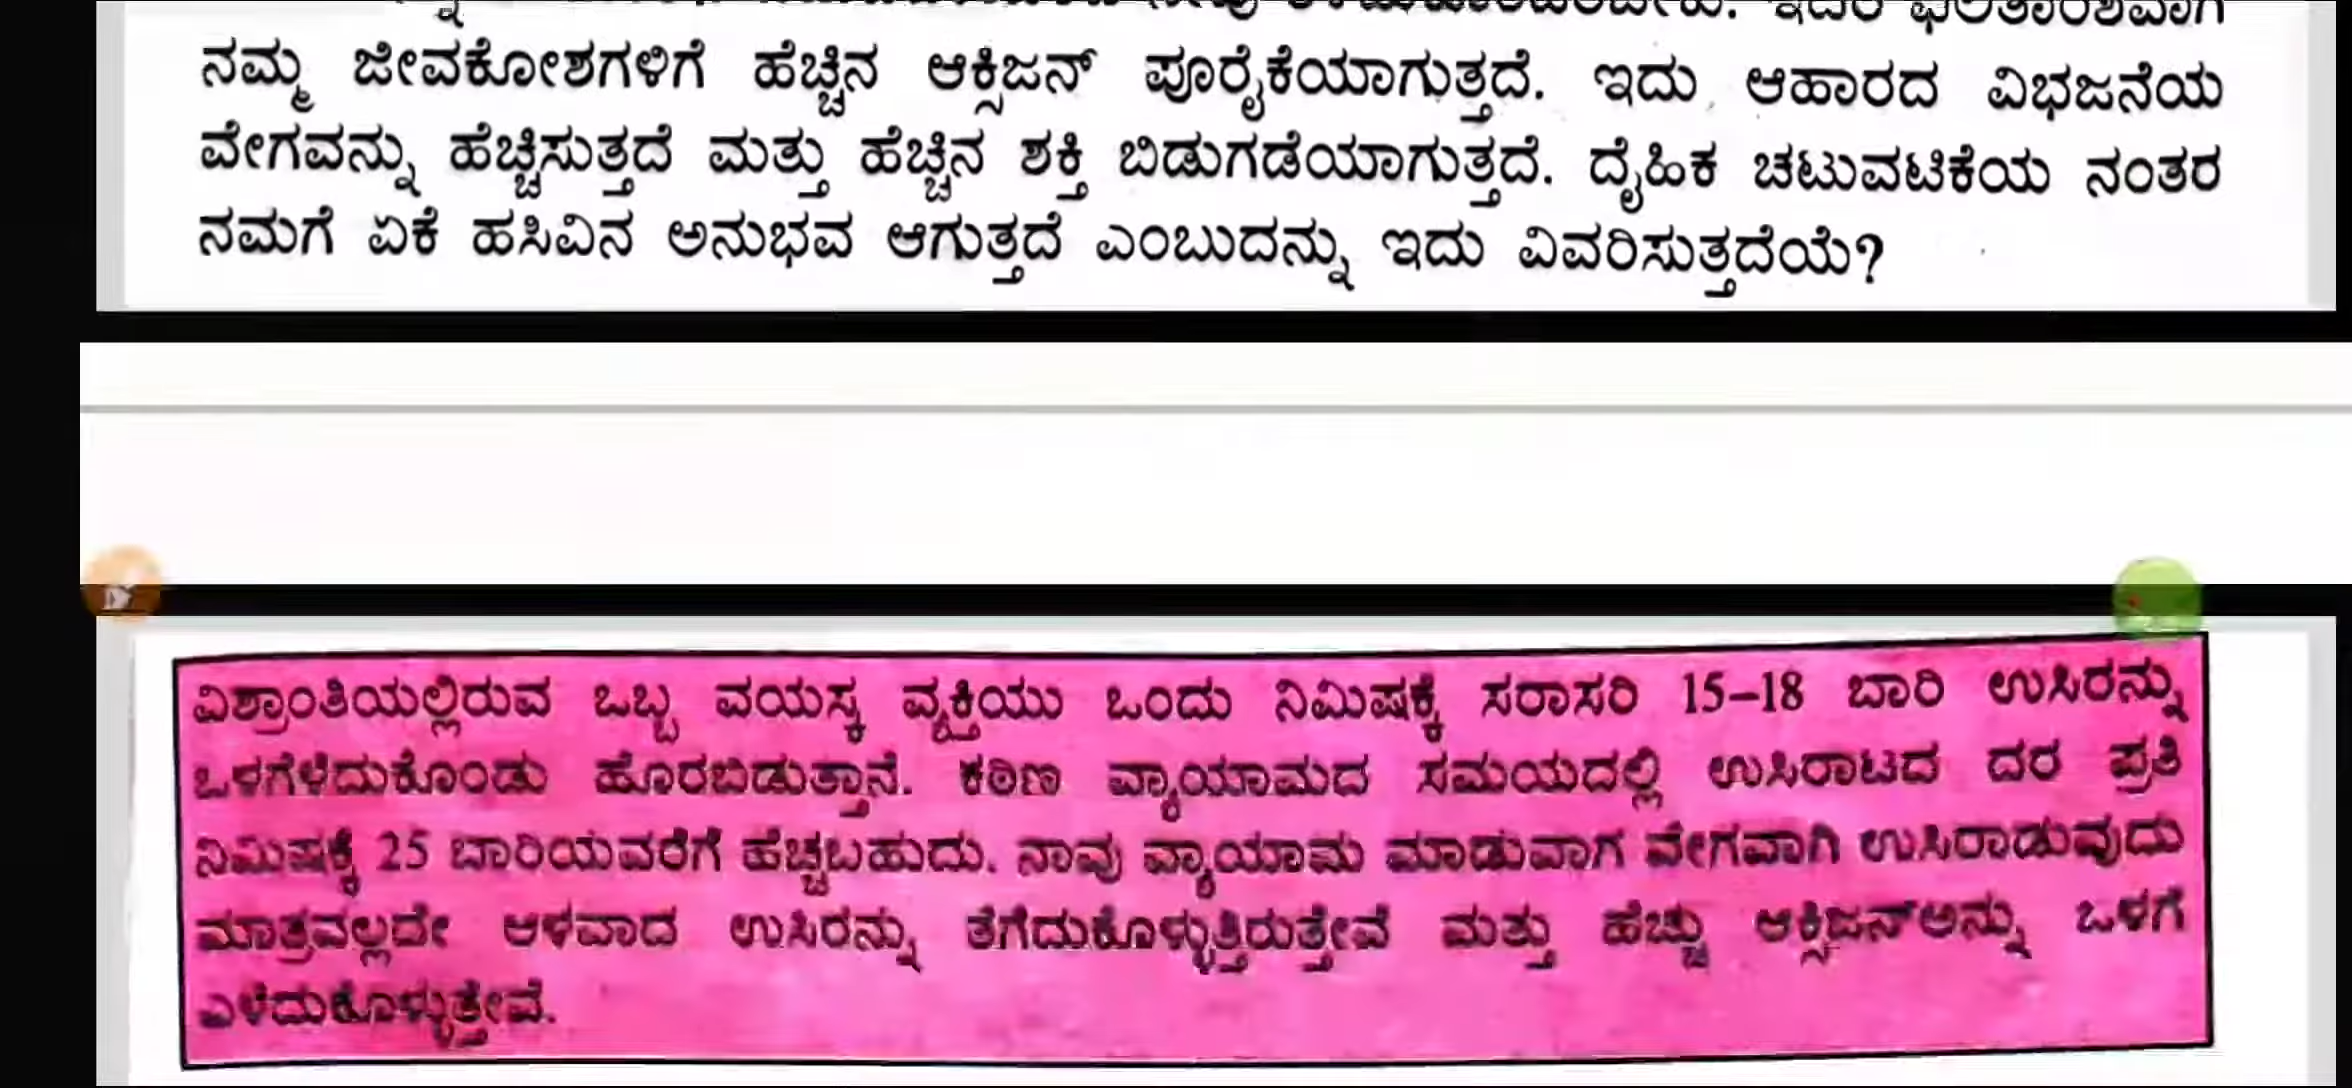 ಇದರ ಫಲಿತಾಂಶವಾಗಿ
ನಮ್ಮ ಜೀವಕೋಶಗಳಿಗೆ ಹೆಚ್ಚಿನ ಆಕ್ಸಿಜನ್ ಪೂರೈಕೆಯಾಗುತ್ತದೆ. ಇದು ಆಹಾರದ ವಿಭಜನೆಯ
ವೇಗವನ್ನು ಹೆಚ್ಚಿಸುತ್ತದೆ ಮತ್ತು ಹೆಚ್ಚಿನ ಶಕ್ತಿ ಬಿಡುಗಡೆಯಾಗುತ್ತದೆ. ದೈಹಿಕ ಚಟುವಟಿಕೆಯ ನಂತರ
ನಮಗೆ ಏಕೆ ಹಸಿವಿನ ಅನುಭವ ಆಗುತ್ತದೆ ಎಂಬುದನ್ನು ಇದು ವಿವರಿಸುತ್ತದೆಯೆ?
ವಿಶ್ರಾಂತಿಯಲ್ಲಿರುವ ಒಬ್ಬ ವಯಸ್ಕ ವ್ಯಕ್ತಿಯು ಒಂದು ನಿಮಿಷಕ್ಕೆ ಸರಾಸರಿ 15–18 ಬಾರಿ ಉಸಿರನ್ನು
ಒಳಗೆಳೆದುಕೊಂಡು ಹೊರಬಿಡುತ್ತಾನೆ. ಕಠಿಣ ವ್ಯಾಯಾಮದ ಸಮಯದಲ್ಲಿ ಉಸಿರಾಟದ ದರ ಪ್ರತಿ
ನಿಮಿಷಕ್ಕೆ 25 ಬಾರಿಯವರೆಗೆ ಹೆಚ್ಚಬಹುದು. ನಾವು ವ್ಯಾಯಾಮ ಮಾಡುವಾಗ ವೇಗವಾಗಿ ಉಸಿರಾಡುವುದು
ಮಾತ್ರವಲ್ಲದೇ ಆಳವಾದ ಉಸಿರನ್ನು ತೆಗೆದುಕೊಳ್ಳುತ್ತಿರುತ್ತೇವೆ ಮತ್ತು ಹೆಚ್ಚು ಆಕ್ಸಿಜನ್‌ಅನ್ನು ಒಳಗೆ
ಎಳೆದುಕೊಳ್ಳುತ್ತೇವೆ.